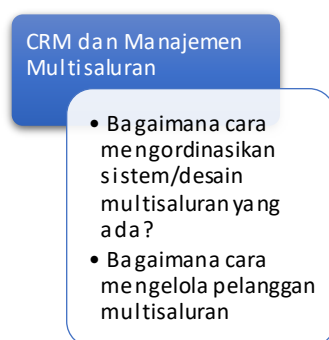 CRM dan Manajemen
Multisaluran
• Bagaimana cara
mengordinasikan
sistem/desain
multisaluran yang
ada?
• Bagaimana cara
mengelola pelanggan
multisaluran